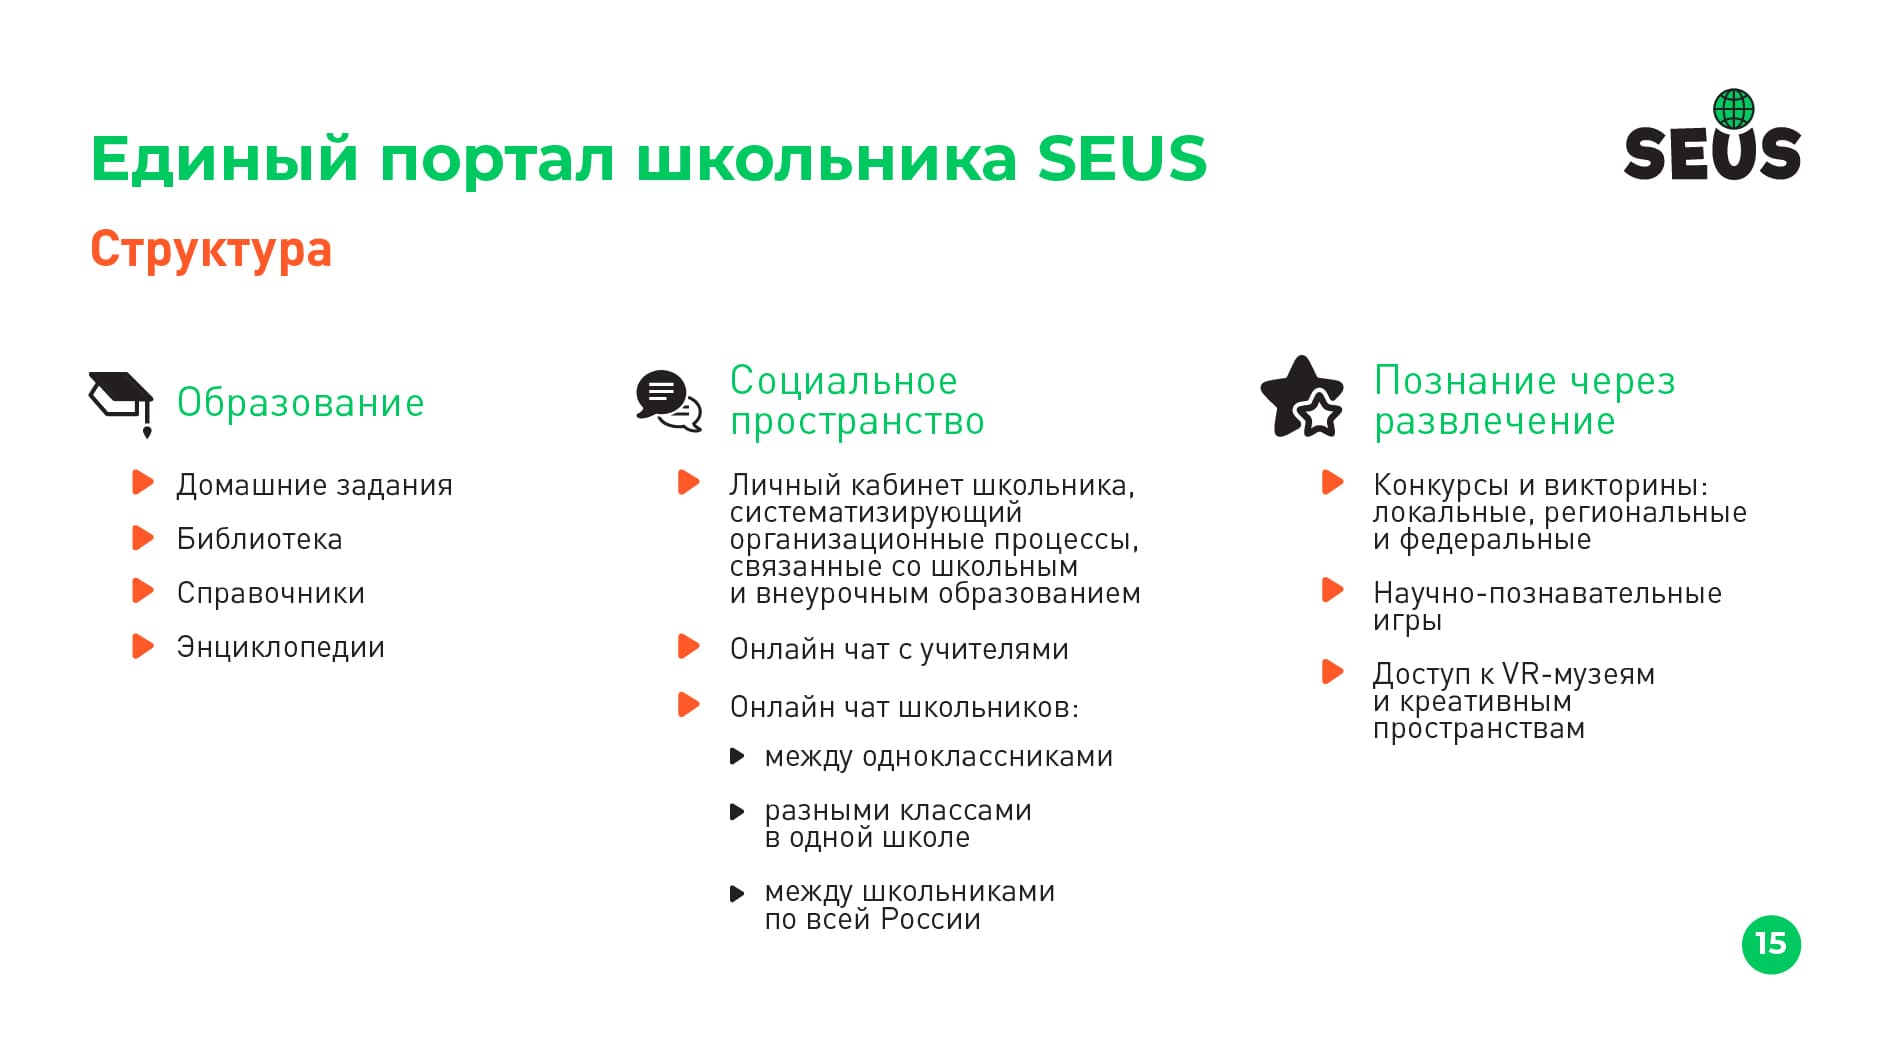 Единый портал школьника SEUS
SEUS
Структура
Образование
Домашние задания
Библиотека
Справочники
Энциклопедии
Социальное
пространство
Личный кабинет школьника,
систематизирующий
организационные процессы,
связанные со школьным
и внеурочным образованием
Онлайн чат с учителями
Онлайн чат школьников:
между одноклассниками
разными классами
в одной школе
между школьниками
по всей России
Познание через
развлечение
Конкурсы и викторины:
локальные, региональные
и федеральные
Научно-познавательные
игры
Доступ к VR-музеям
и креативным
пространствам
15